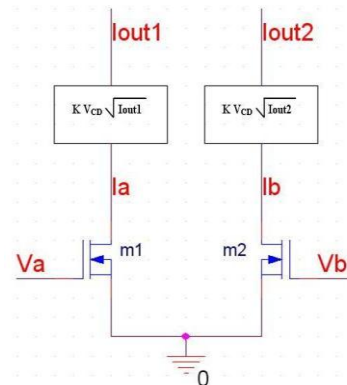 Iout1 Iout2
K VCD √Iout1 K VCD √Iout2
Ia Ib
Va m1 m2 Vb
0